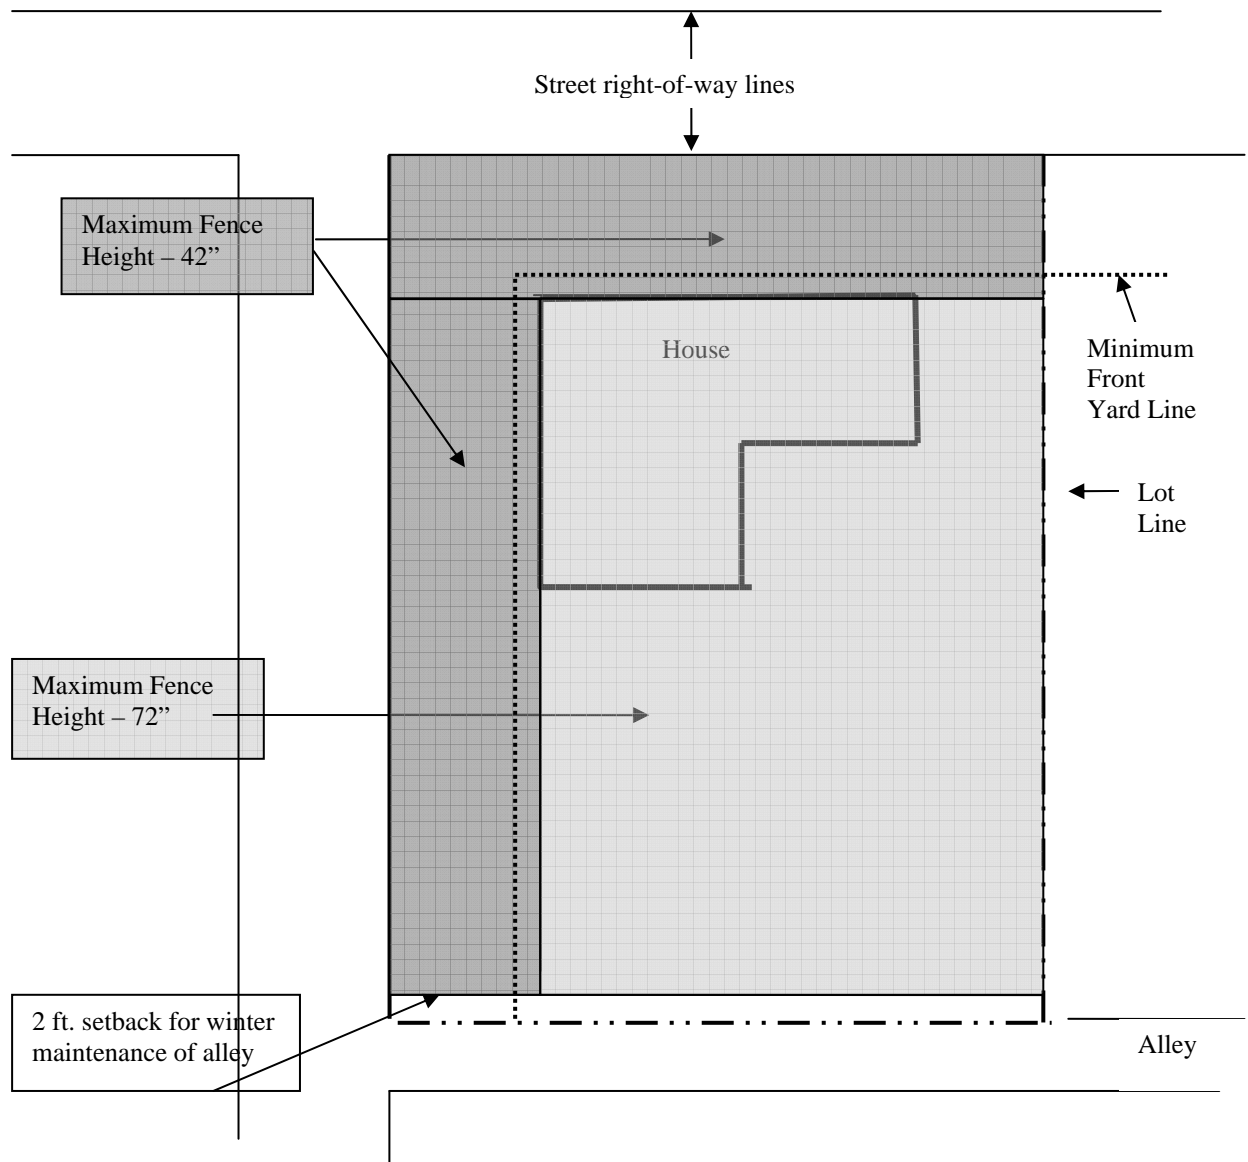 Street right-of-way lines
Maximum Fence
Height – 42”
House
Minimum
Front
Yard Line
Lot
Line
Maximum Fence
Height – 72”
2 ft. setback for winter
maintenance of alley
Alley